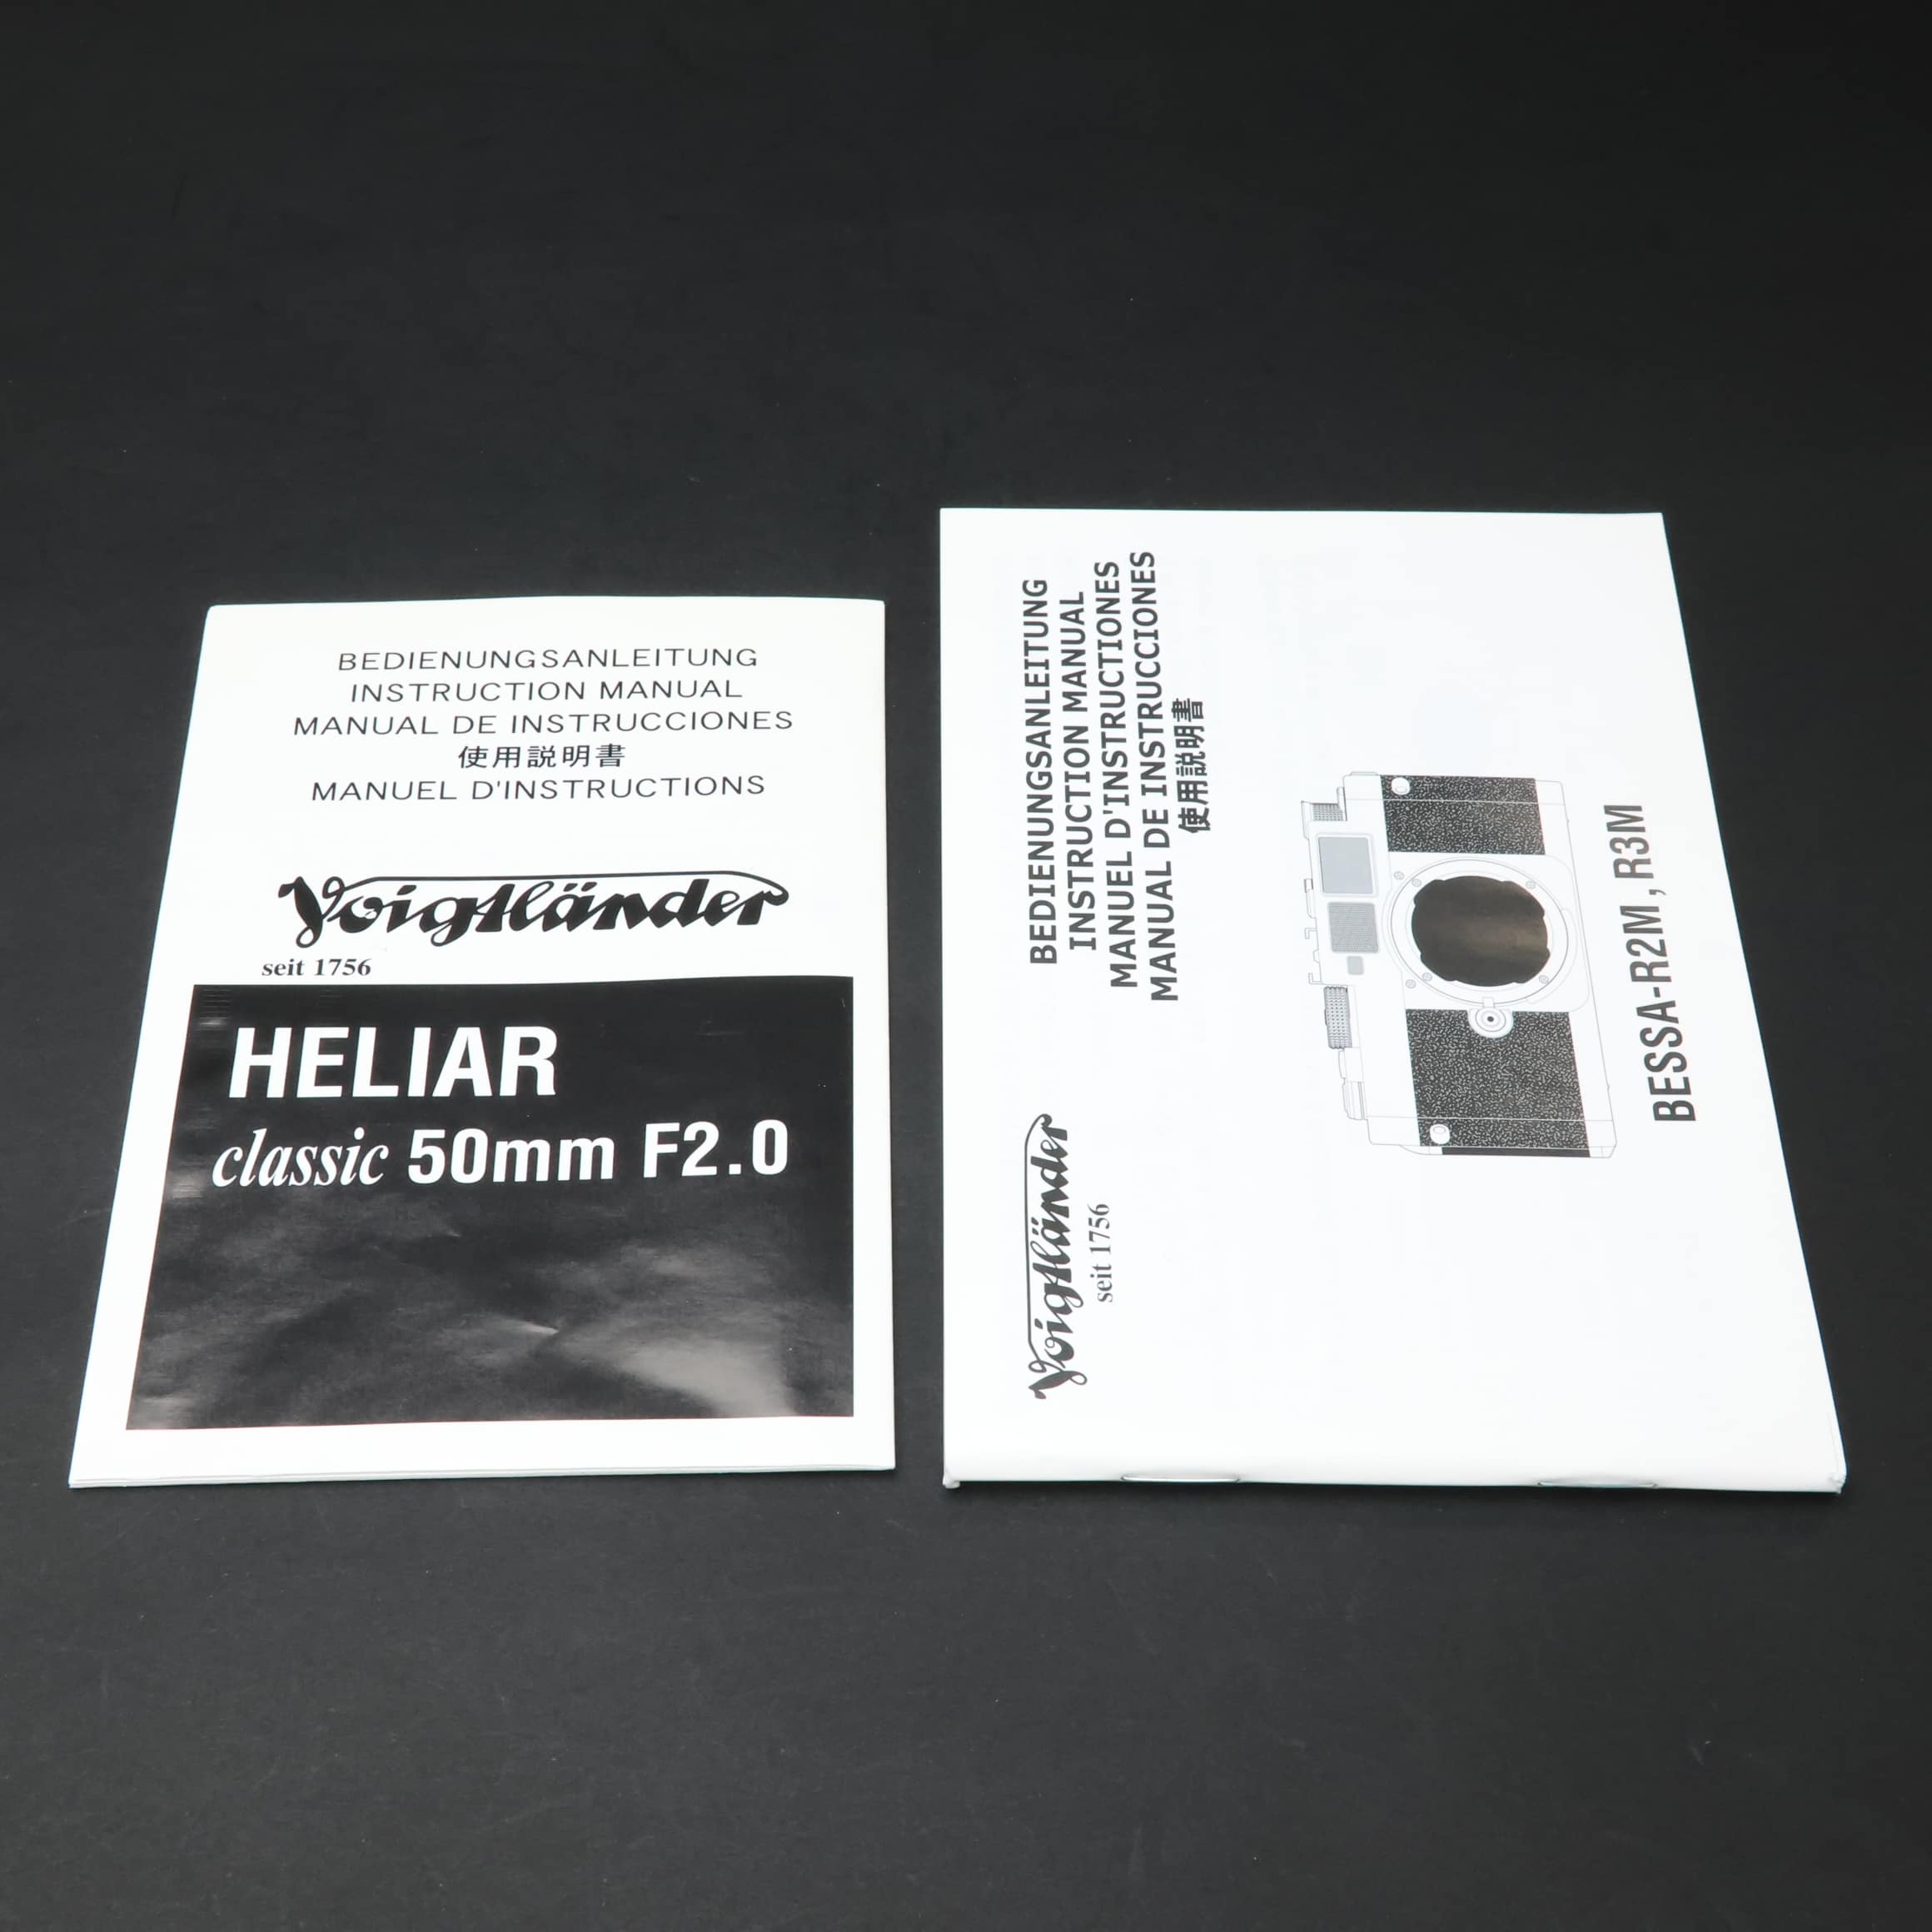 BEDIENUNGSANLEITUNG
INSTRUCTION MANUAL
MANUAL DE INSTRUCCIONES
使用説明書
MANUEL D'INSTRUCTIONS
Voigtländer
seit 1756
HELIAR
classic 50mm F2.0
Voigtländer
seit 1756
BEDIENUNGSANLEITUNG
INSTRUCTION MANUAL
MANUEL D'INSTRUCTIONES
MANUAL DE INSTRUCCIONES
使用説明書
BESSA-R2M , R3M